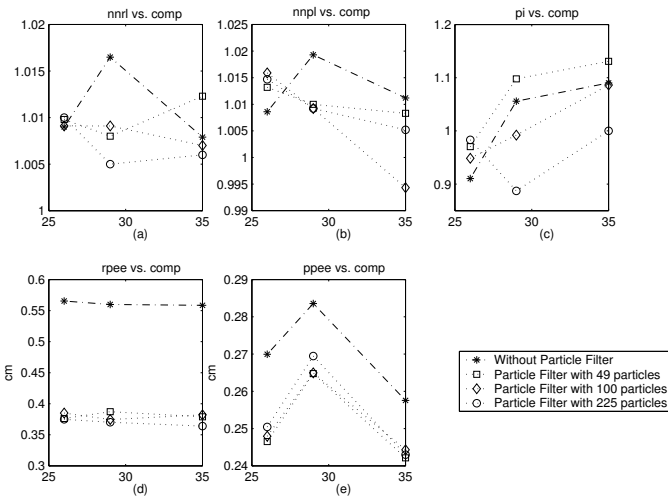 nnrl vs. comp
1.02
1.015
1.01
1.005
1
25 30 35
(a)
nnpl vs. comp
1.025
1.02
1.015
1.01
1.005
1
0.995
0.99
25 30 35
(b)
pi vs. comp
1.2
1.1
1
0.9
25 30 35
(c)
rpee vs. comp
cm
0.6
0.55
0.5
0.45
0.4
0.35
0.3
25 30 35
(d)
ppee vs. comp
cm
0.29
0.28
0.27
0.26
0.25
0.24
25 30 35
(e)
Without Particle Filter
Particle Filter with 49 particles
Particle Filter with 100 particles
Particle Filter with 225 particles